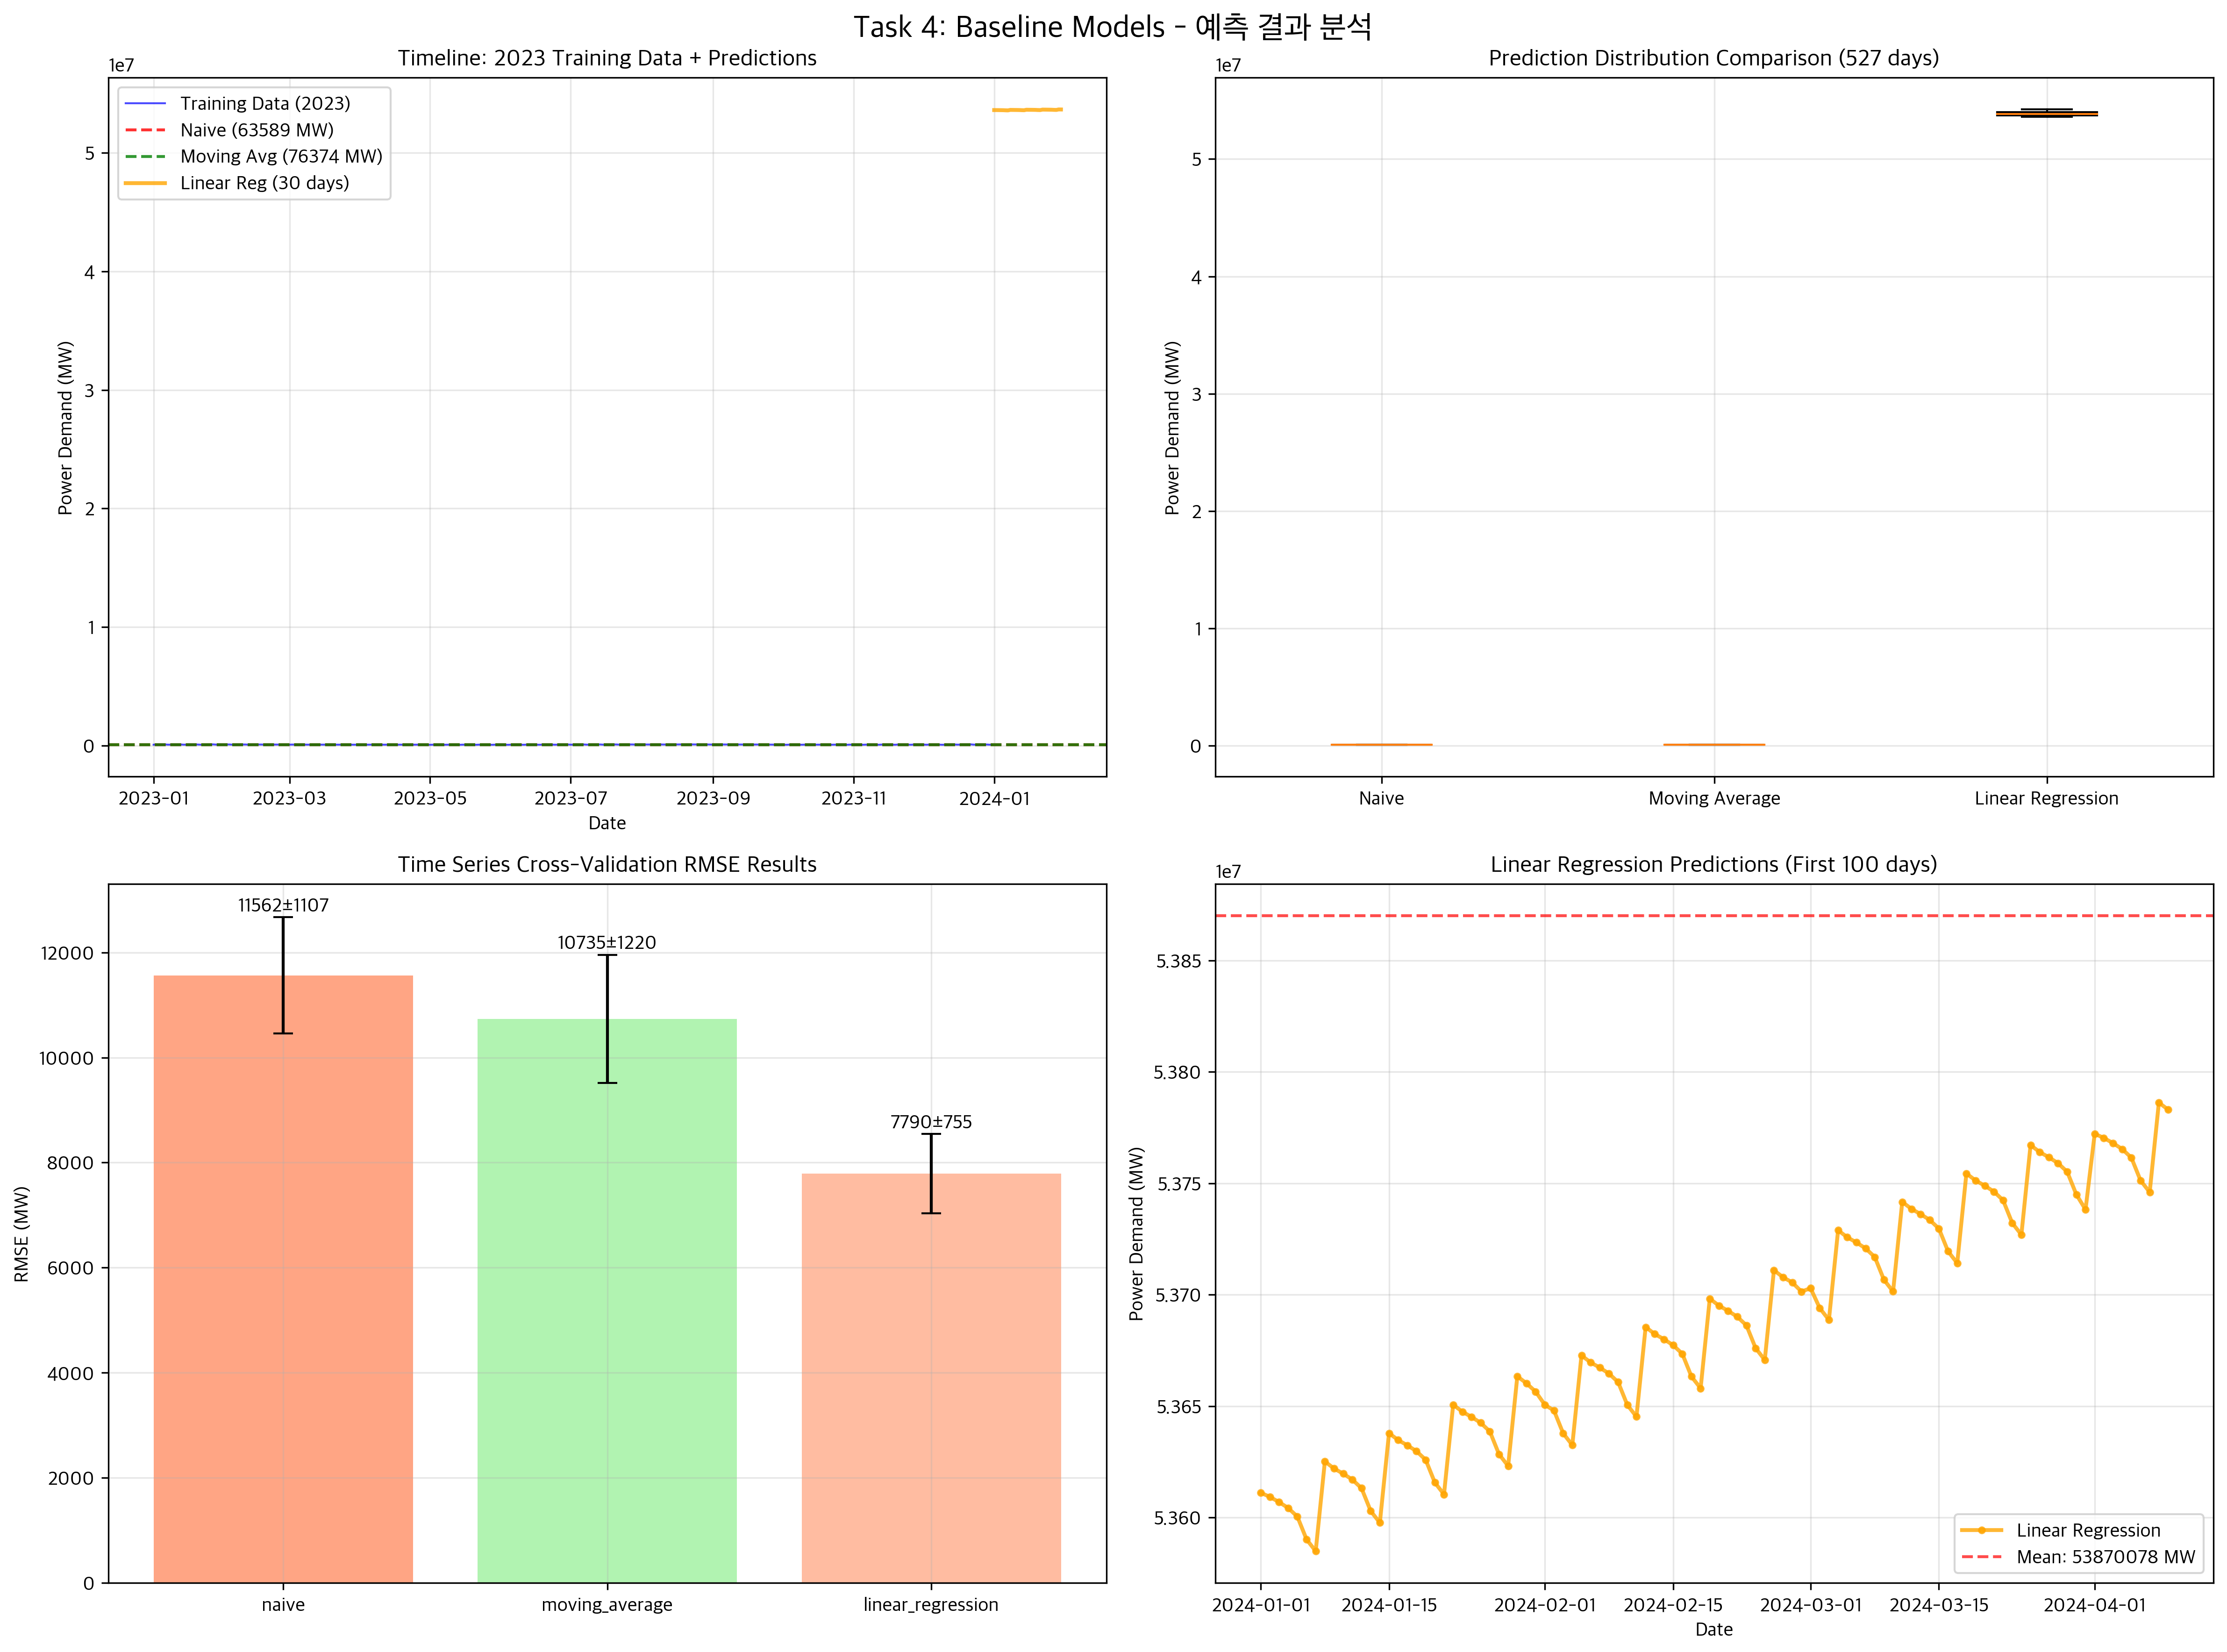 Task 4: Baseline Models - 예측 결과 분석
Timeline: 2023 Training Data + Predictions
1e7
Training Data (2023)
Naive (63589 MW)
Moving Avg (76374 MW)
Linear Reg (30 days)
Power Demand (MW)
5
4
3
2
1
0
2023-01
2023-03
2023-05
2023-07
2023-09
2023-11
2024-01
Date
Prediction Distribution Comparison (527 days)
1e7
Power Demand (MW)
5
4
3
2
1
0
Naive
Moving Average
Linear Regression
Time Series Cross-Validation RMSE Results
RMSE (MW)
12000
10000
8000
6000
4000
2000
0
11562±1107
10735±1220
7790±755
naive
moving_average
linear_regression
Linear Regression Predictions (First 100 days)
1e7
Power Demand (MW)
5.385
5.380
5.375
5.370
5.365
5.360
Linear Regression
Mean: 53870078 MW
2024-01-01
2024-01-15
2024-02-01
2024-02-15
2024-03-01
2024-03-15
2024-04-01
Date